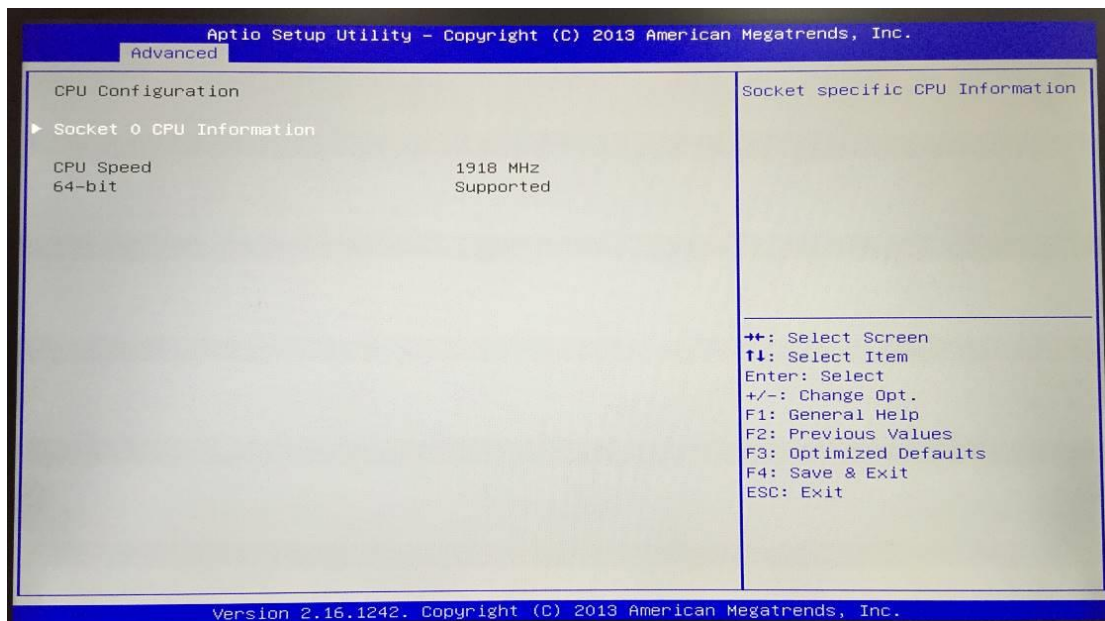 Aptio Setup Utility – Copyright (C) 2013 American Megatrends, Inc.
Advanced
CPU Configuration
Socket specific CPU Information
► Socket 0 CPU Information
CPU Speed 1918 MHz
64-bit Supported
→←: Select Screen
↑↓: Select Item
Enter: Select
+/-: Change Opt.
F1: General Help
F2: Previous Values
F3: Optimized Defaults
F4: Save & Exit
ESC: Exit
Version 2.16.1242. Copyright (C) 2013 American Megatrends, Inc.